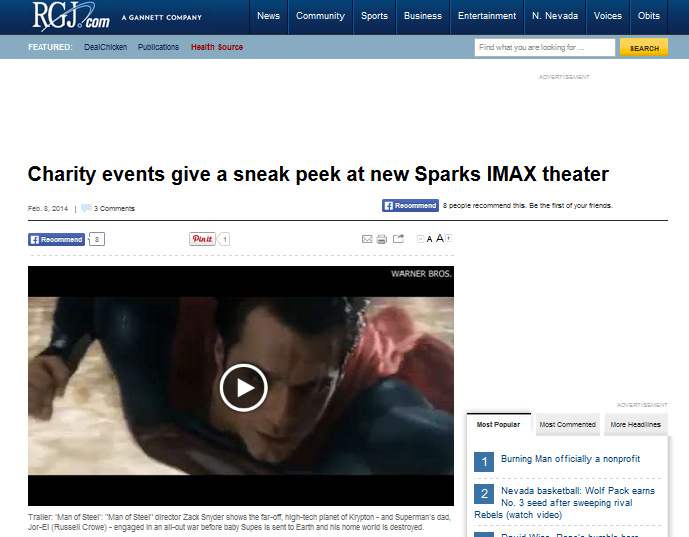 RGJ.com A GANNETT COMPANY
News Community Sports Business Entertainment N. Nevada Voices Obits
FEATURED: DealChicken Publications Health Source Find what you are looking for ... SEARCH
ADVERTISEMENT
Charity events give a sneak peek at new Sparks IMAX theater
Feb. 8, 2014 | 3 Comments
Recommend 8 people recommend this. Be the first of your friends.
Recommend 8 Pin it 1 A A
WARNER BROS.
Trailer: 'Man of Steel': "Man of Steel" director Zack Snyder shows the far-off, high-tech planet of Krypton - and Superman's dad,
Jor-El (Russell Crowe) - engaged in an all-out war before baby Supes is sent to Earth and his home world is destroyed.
ADVERTISEMENT
Most Popular Most Commented More Headlines
1 Burning Man officially a nonprofit
2 Nevada basketball: Wolf Pack earns
No. 3 seed after sweeping rival
Rebels (watch video)